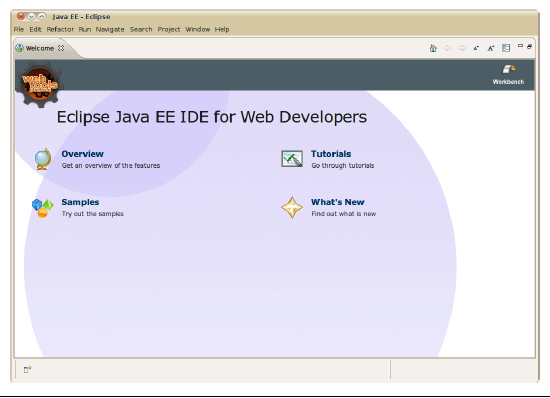 Java EE - Eclipse
File Edit Refactor Run Navigate Search Project Window Help
Welcome
web
tools
Workbench
Eclipse Java EE IDE for Web Developers
Overview
Get an overview of the features
Tutorials
Go through tutorials
Samples
Try out the samples
What's New
Find out what is new